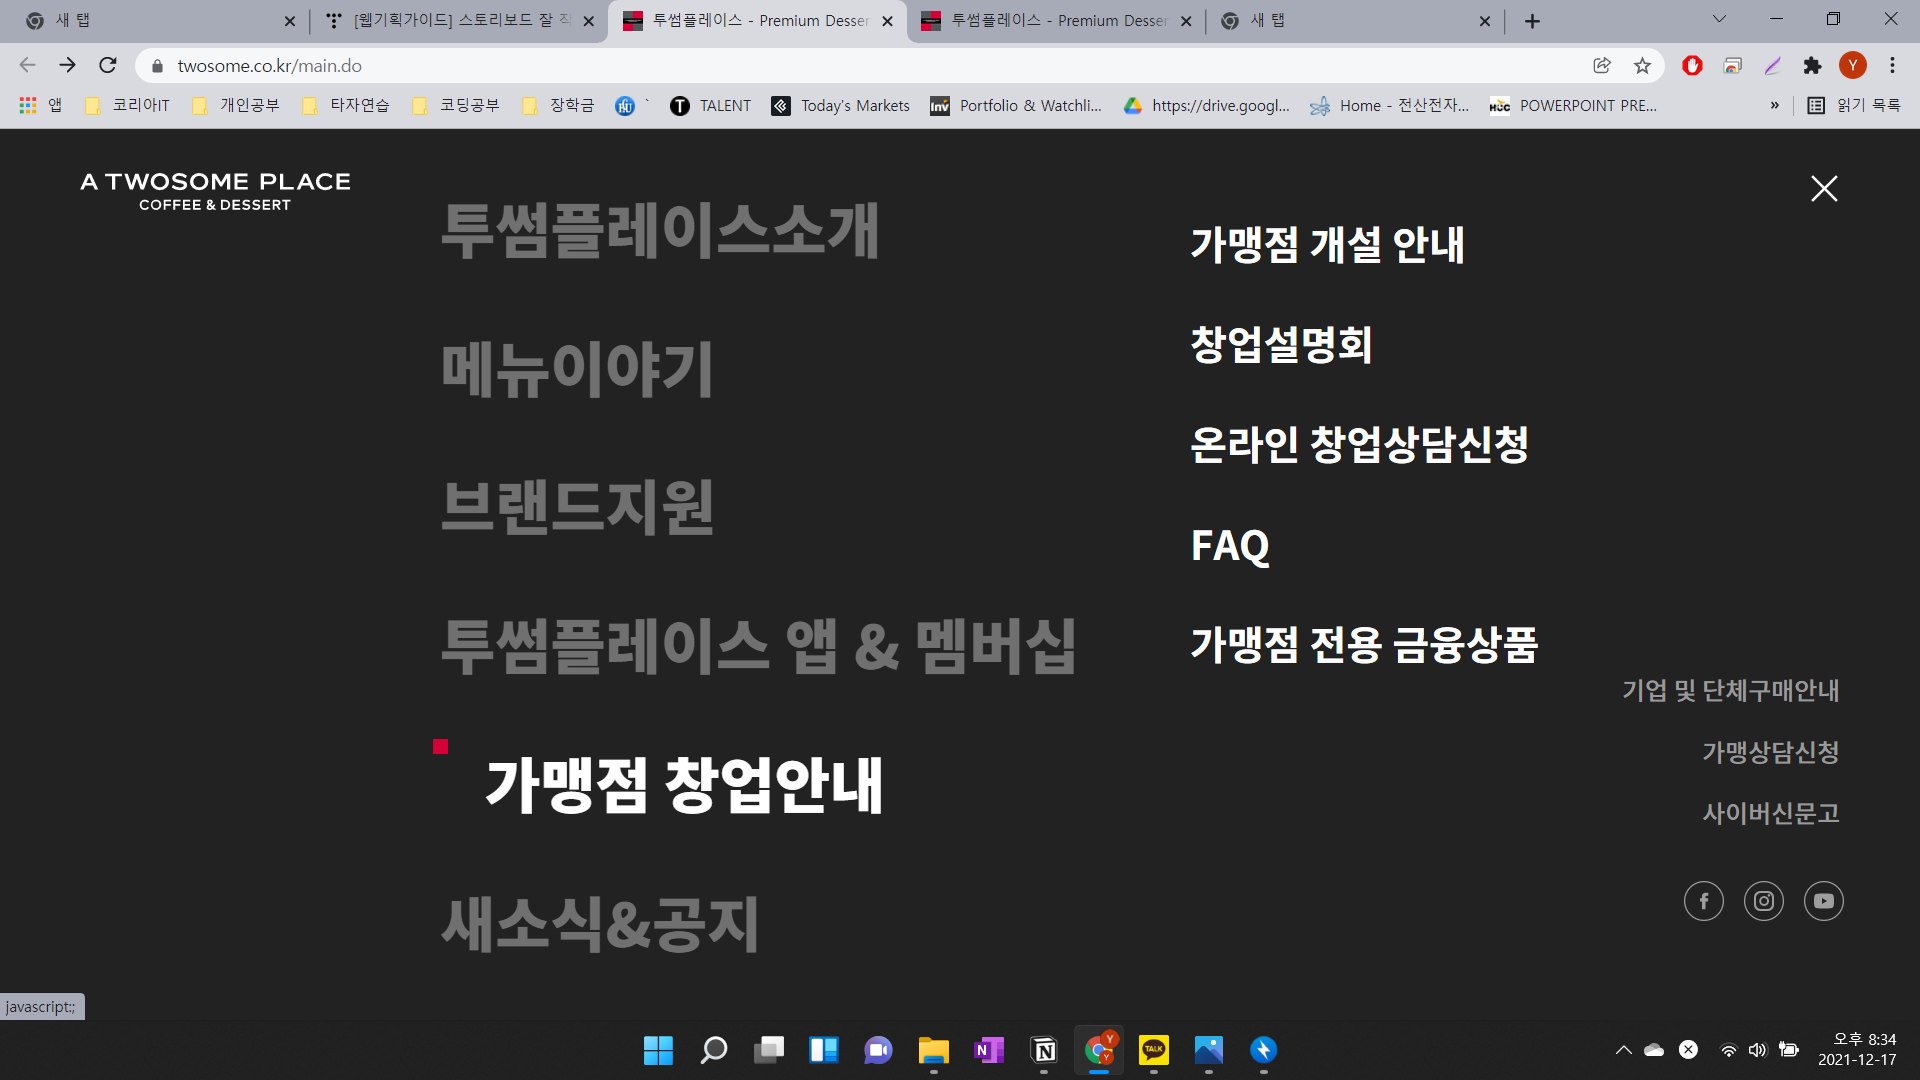 새 탭
[웹기획가이드] 스토리보드 잘 작
투썸플레이스 - Premium Desser
투썸플레이스 - Premium Desser
새 탭
twosome.co.kr/main.do
Y
앱
코리아IT
개인공부
타자연습
코딩공부
장학금
`
TALENT
Today's Markets
Inv
Portfolio & Watchli...
https://drive.googl...
Home - 전산전자...
POWERPOINT PRE...
»
읽기 목록
A TWOSOME PLACE
COFFEE & DESSERT
투썸플레이스소개
메뉴이야기
브랜드지원
투썸플레이스 앱 & 멤버십
가맹점 창업안내
새소식&공지
가맹점 개설 안내
창업설명회
온라인 창업상담신청
FAQ
가맹점 전용 금융상품
기업 및 단체구매안내
가맹상담신청
사이버신문고
javascript:;
TALK
오후 8:34
2021-12-17